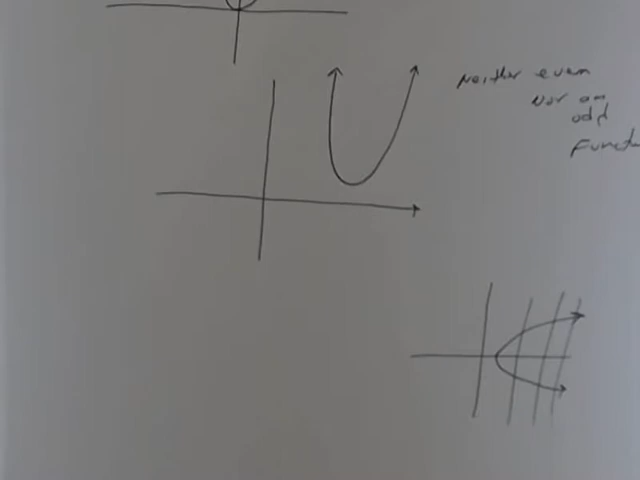 Neither even
nor an
odd
Funct